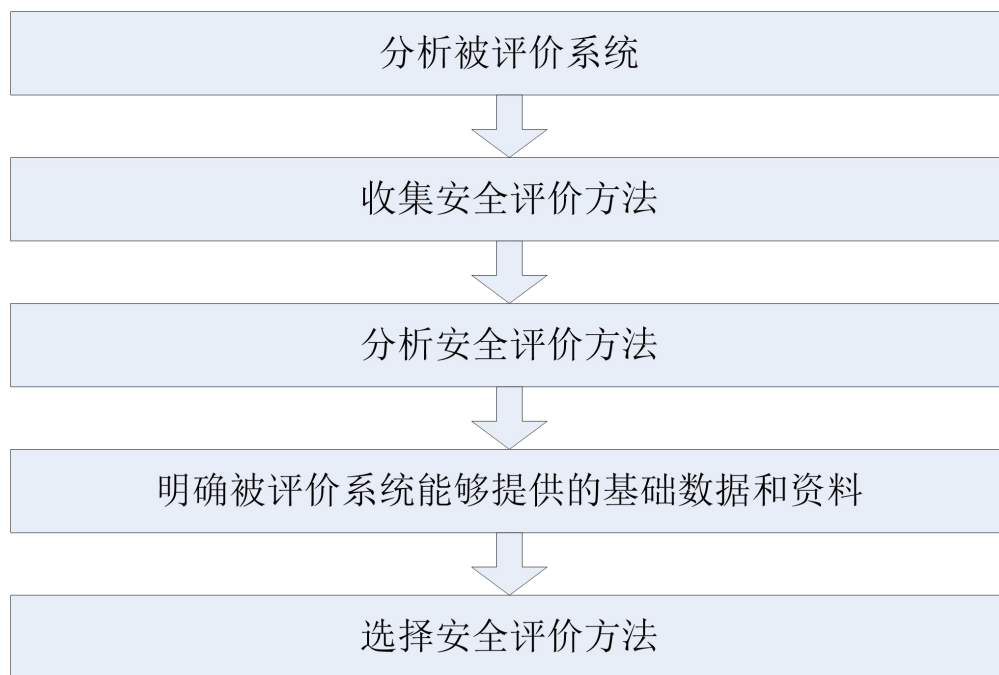 分析被评价系统
收集安全评价方法
分析安全评价方法
明确被评价系统能够提供的基础数据和资料
选择安全评价方法